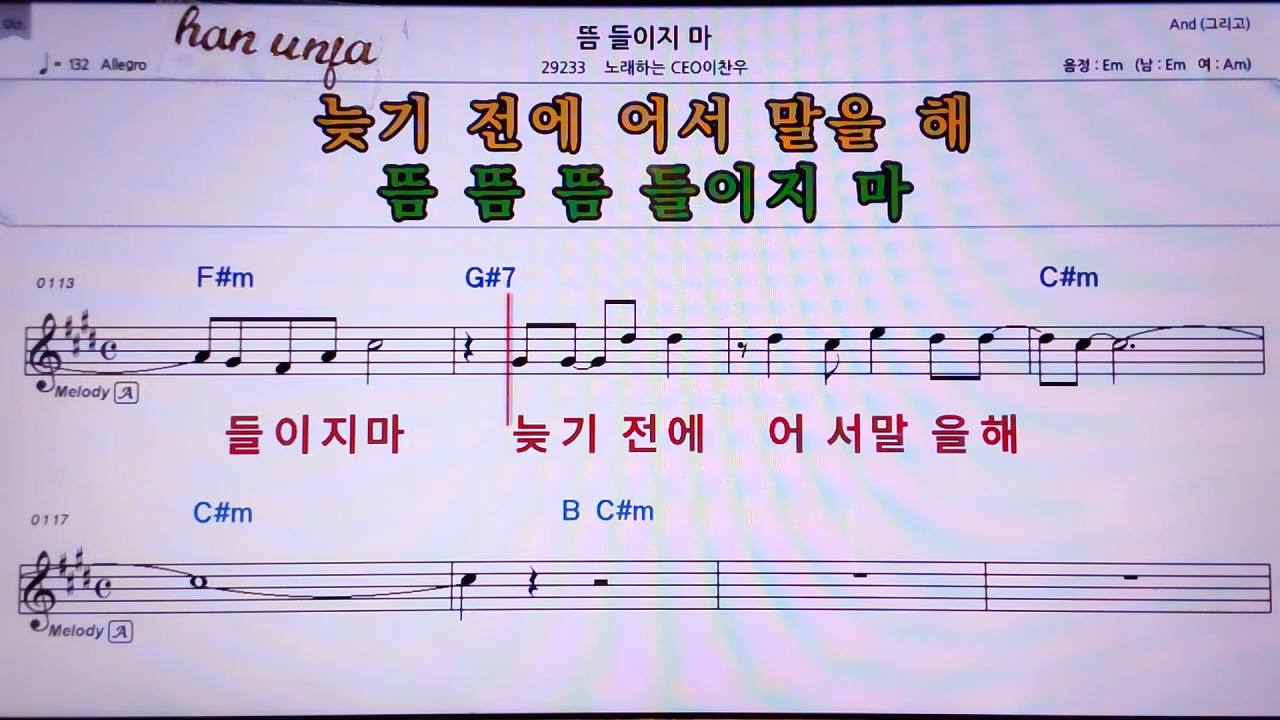 han unja
뜸 들이지 마
And (그리고)
♩= 132 Allegro
29233 노래하는 CEO이찬우
음정 : Em (남 : Em 여 : Am)
늦기 전에 어서 말을 해
뜸 뜸 뜸 들이지 마
0113 F#m G#7 C#m
Melody A
들이지마 늦기 전에 어 서말 을해
0117 C#m B C#m
Melody A